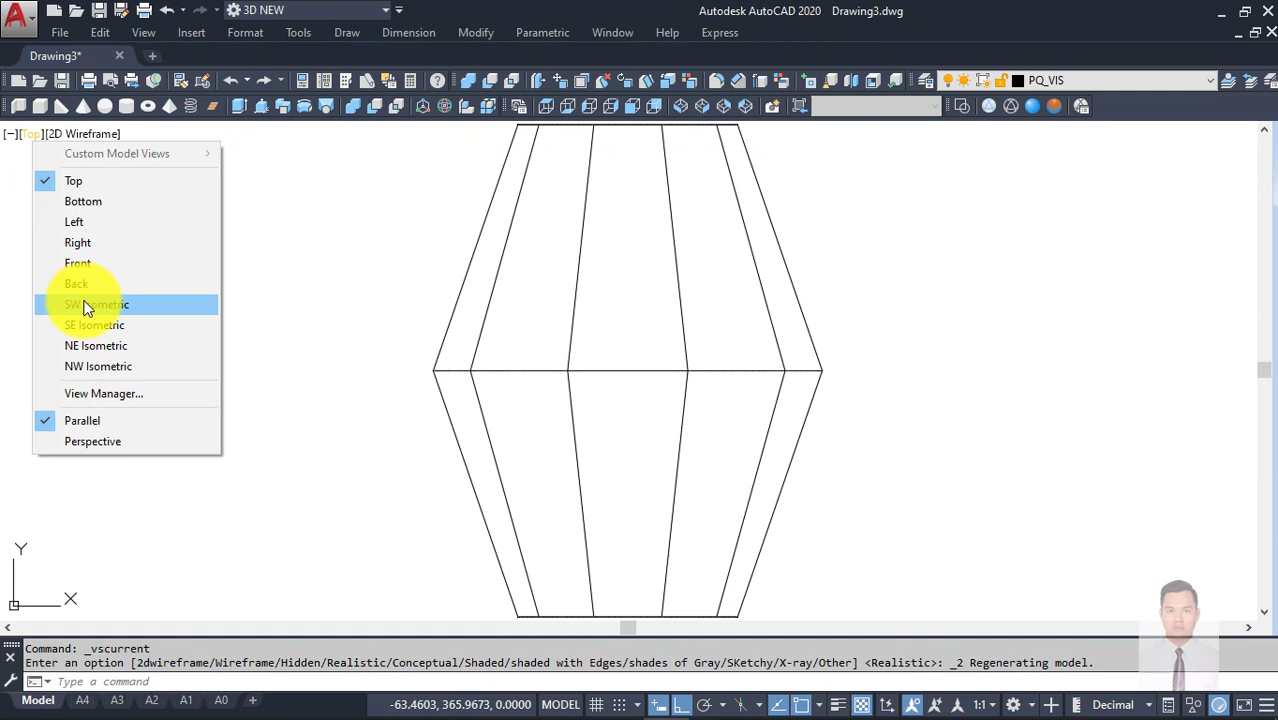 3D NEW
Autodesk AutoCAD 2020 Drawing3.dwg
File Edit View Insert Format Tools Draw Dimension Modify Parametric Window Help Express
Drawing3*
PQ_VIS
[−][Top][2D Wireframe]
Custom Model Views
Top
Bottom
Left
Right
Front
Back
SW Isometric
SE Isometric
NE Isometric
NW Isometric
View Manager...
Parallel
Perspective
Y
X
Command: _vscurrent
Enter an option [2dwireframe/Wireframe/Hidden/Realistic/Conceptual/Shaded/shaded with Edges/shades of Gray/SKetchy/X-ray/Other] <Realistic>: _2 Regenerating model.
Type a command
Model A4 A3 A2 A1 A0
-63.4603, 365.9673, 0.0000 MODEL 1:1 Decimal